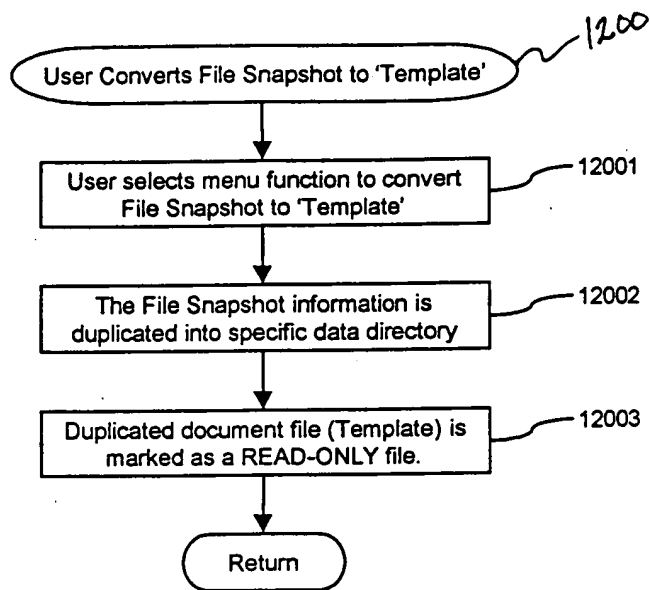 1200
User Converts File Snapshot to 'Template'
User selects menu function to convert
File Snapshot to 'Template'
12001
The File Snapshot information is
duplicated into specific data directory
12002
Duplicated document file (Template) is
marked as a READ-ONLY file.
12003
Return